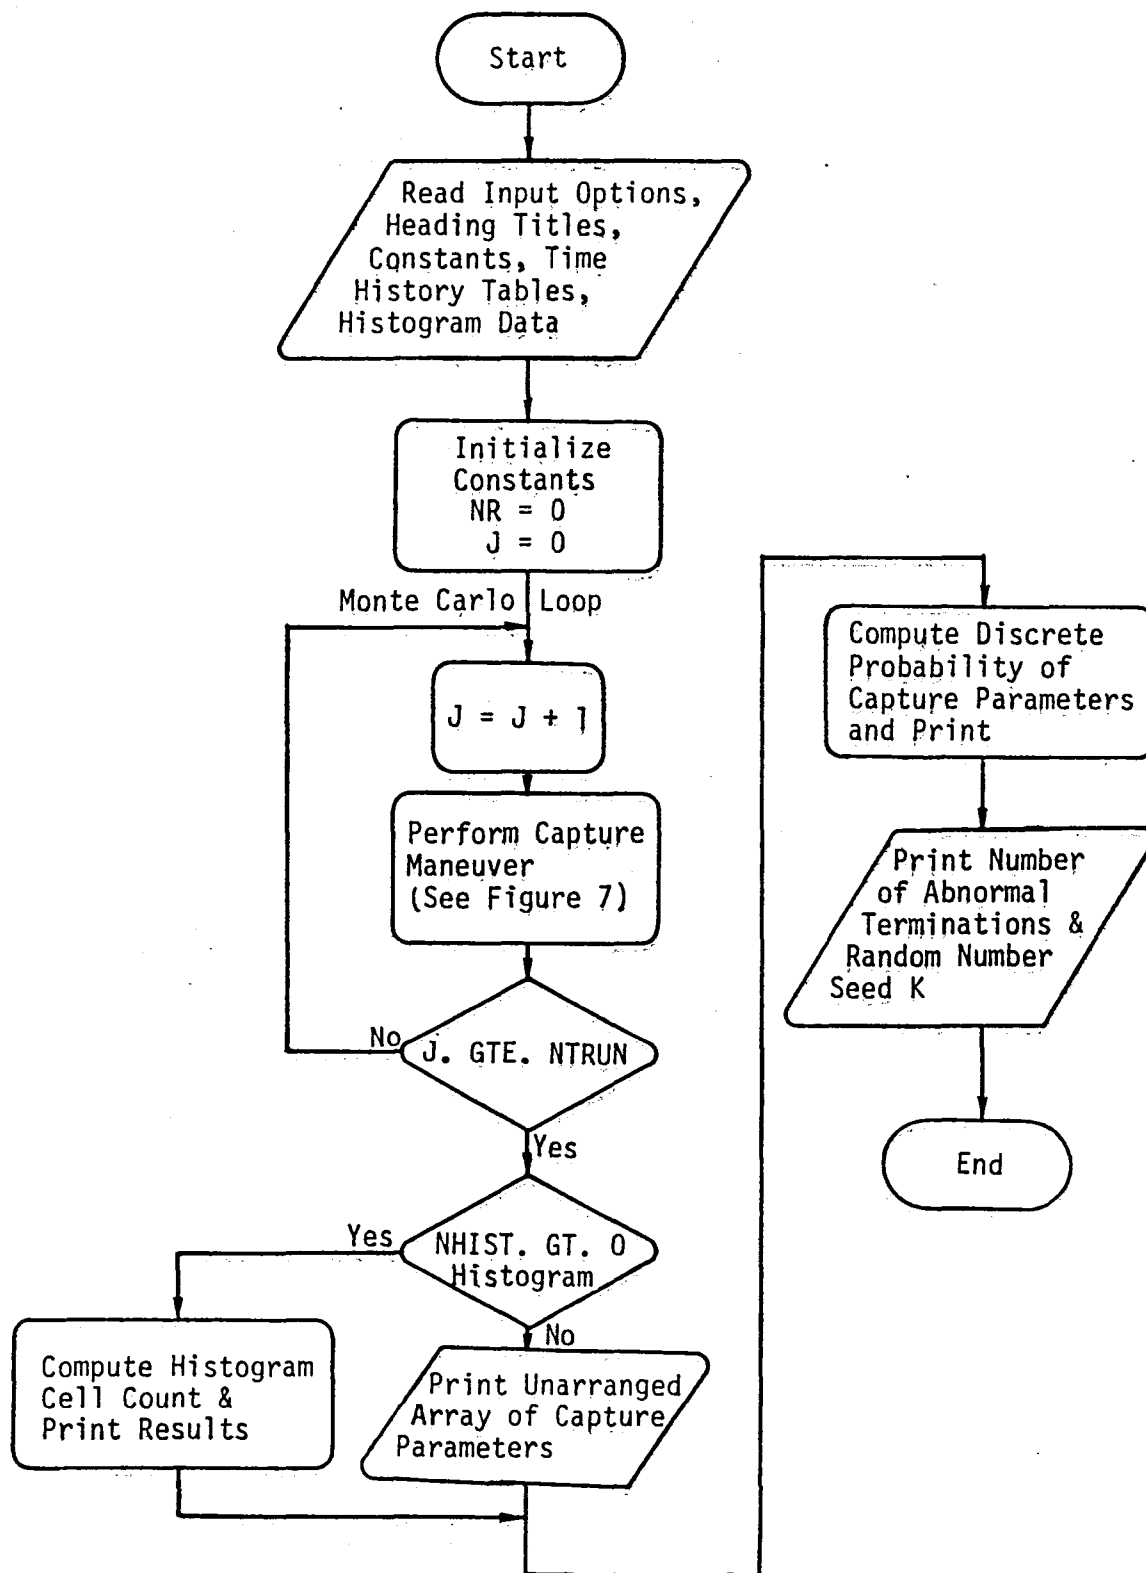 Start
Read Input Options,
Heading Titles,
Constants, Time
History Tables,
Histogram Data
Initialize
Constants
NR = 0
J = 0
Monte Carlo Loop
J = J + 1
Perform Capture
Maneuver
(See Figure 7)
No
J. GTE. NTRUN
Yes
Yes
NHIST. GT. 0
Histogram
No
Compute Histogram
Cell Count &
Print Results
Print Unarranged
Array of Capture
Parameters
Compute Discrete
Probability of
Capture Parameters
and Print
Print Number
of Abnormal
Terminations &
Random Number
Seed K
End